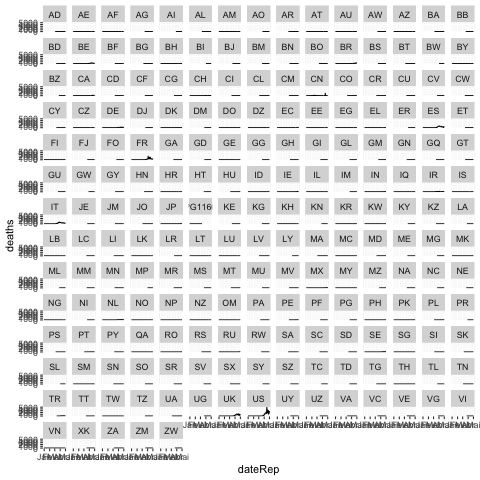 AD AE AF AG AI AL AM AO AR AT AU AW AZ BA BB
BD BE BF BG BH BI BJ BM BN BO BR BS BT BW BY
BZ CA CD CF CG CH CI CL CM CN CO CR CU CV CW
CY CZ DE DJ DK DM DO DZ EC EE EG EL ER ES ET
FI FJ FO FR GA GD GE GG GH GI GL GM GN GQ GT
GU GW GY HN HR HT HU ID IE IL IM IN IQ IR IS
IT JE JM JO JP KE KG KH KN KR KW KY KZ LA
LB LC LI LK LR LT LU LV LY MA MC MD ME MG MK
ML MM MN MP MR MS MT MU MV MX MY MZ NA NC NE
NG NI NL NO NP NZ OM PA PE PF PG PH PK PL PR
PS PT PY QA RO RS RU RW SA SC SD SE SG SI SK
SL SM SN SO SR SV SX SY SZ TC TD TG TH TL TN
TR TT TW TZ UA UG UK US UY UZ VA VC VE VG VI
VN XK ZA ZM ZW
deaths
dateRep